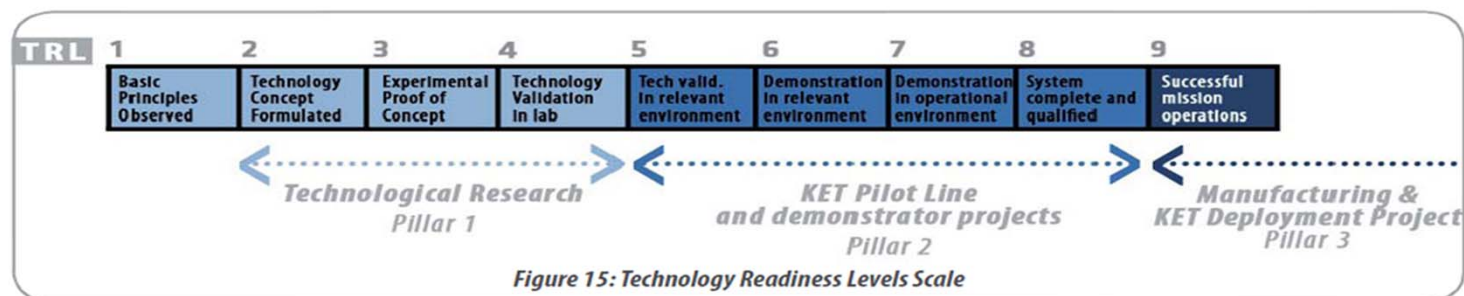 TRL 1 2 3 4 5 6 7 8 9
Basic
Principles
Observed
Technology
Concept
Formulated
Experimental
Proof of
Concept
Technology
Validation
In lab
Tech valid.
In relevant
environment
Demonstration
In relevant
environment
Demonstration
in operational
environment
System
complete and
qualified
Successful
mission
operations
Technological Research
Pillar 1
KET Pilot Line
and demonstrator projects
Pillar 2
Manufacturing &
KET Deployment Project
Pillar 3
Figure 15: Technology Readiness Levels Scale